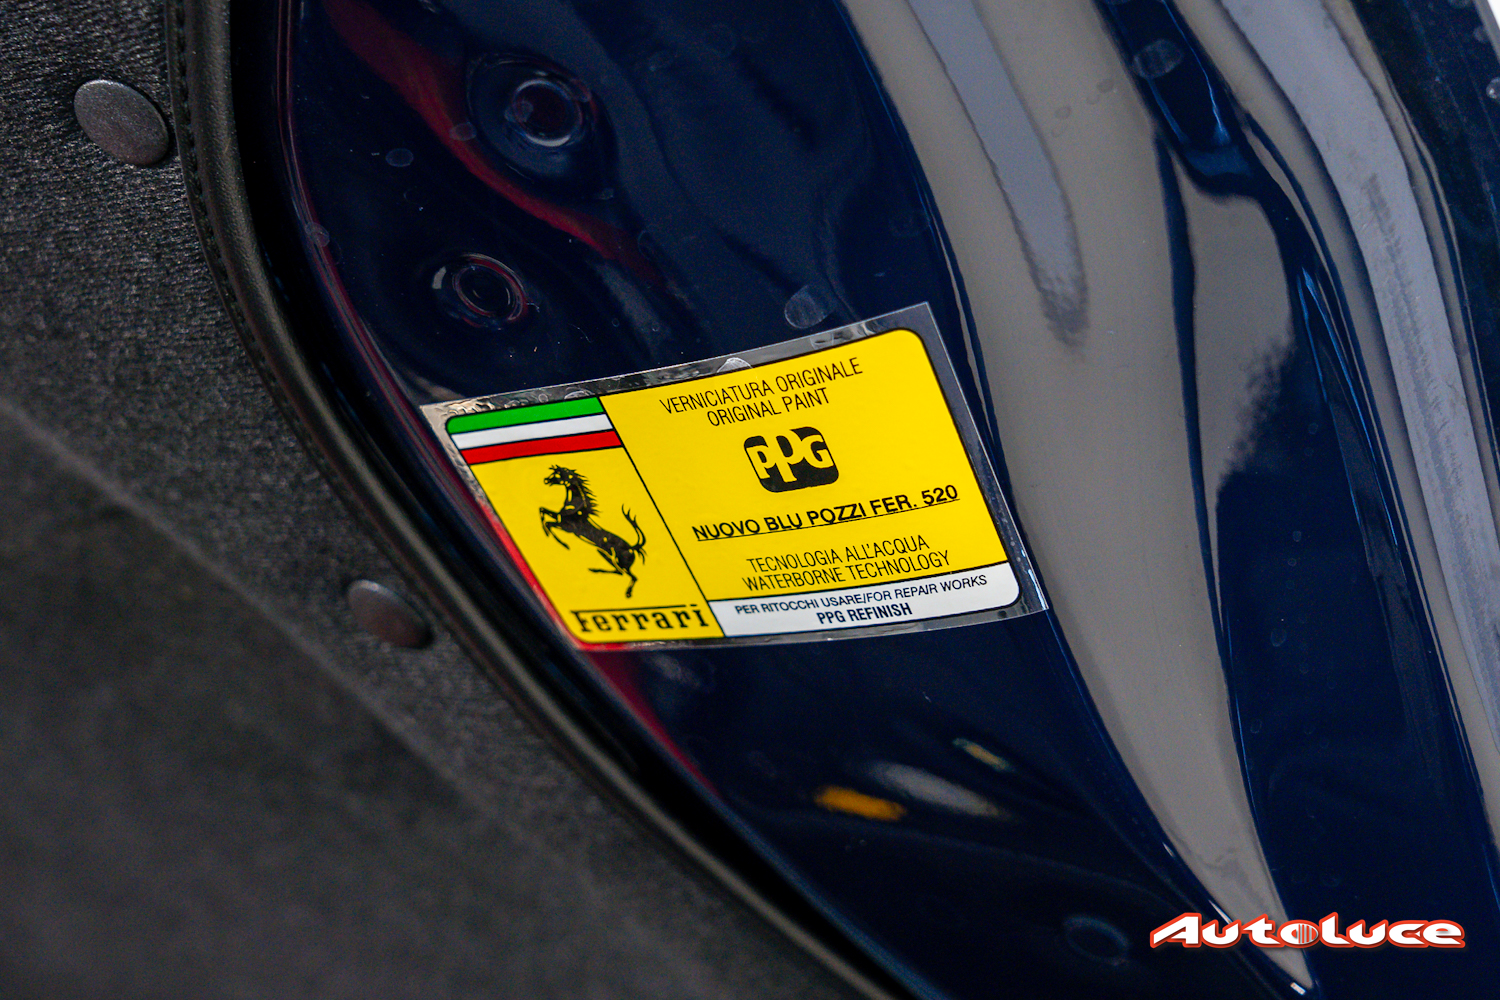 VERNICIATURA ORIGINALE
ORIGINAL PAINT
PPG
NUOVO BLU POZZI FER. 520
TECNOLOGIA ALL'ACQUA
WATERBORNE TECHNOLOGY
PER RITOCCHI USARE/FOR REPAIR WORKS
PPG REFINISH
Ferrari
Autoluce